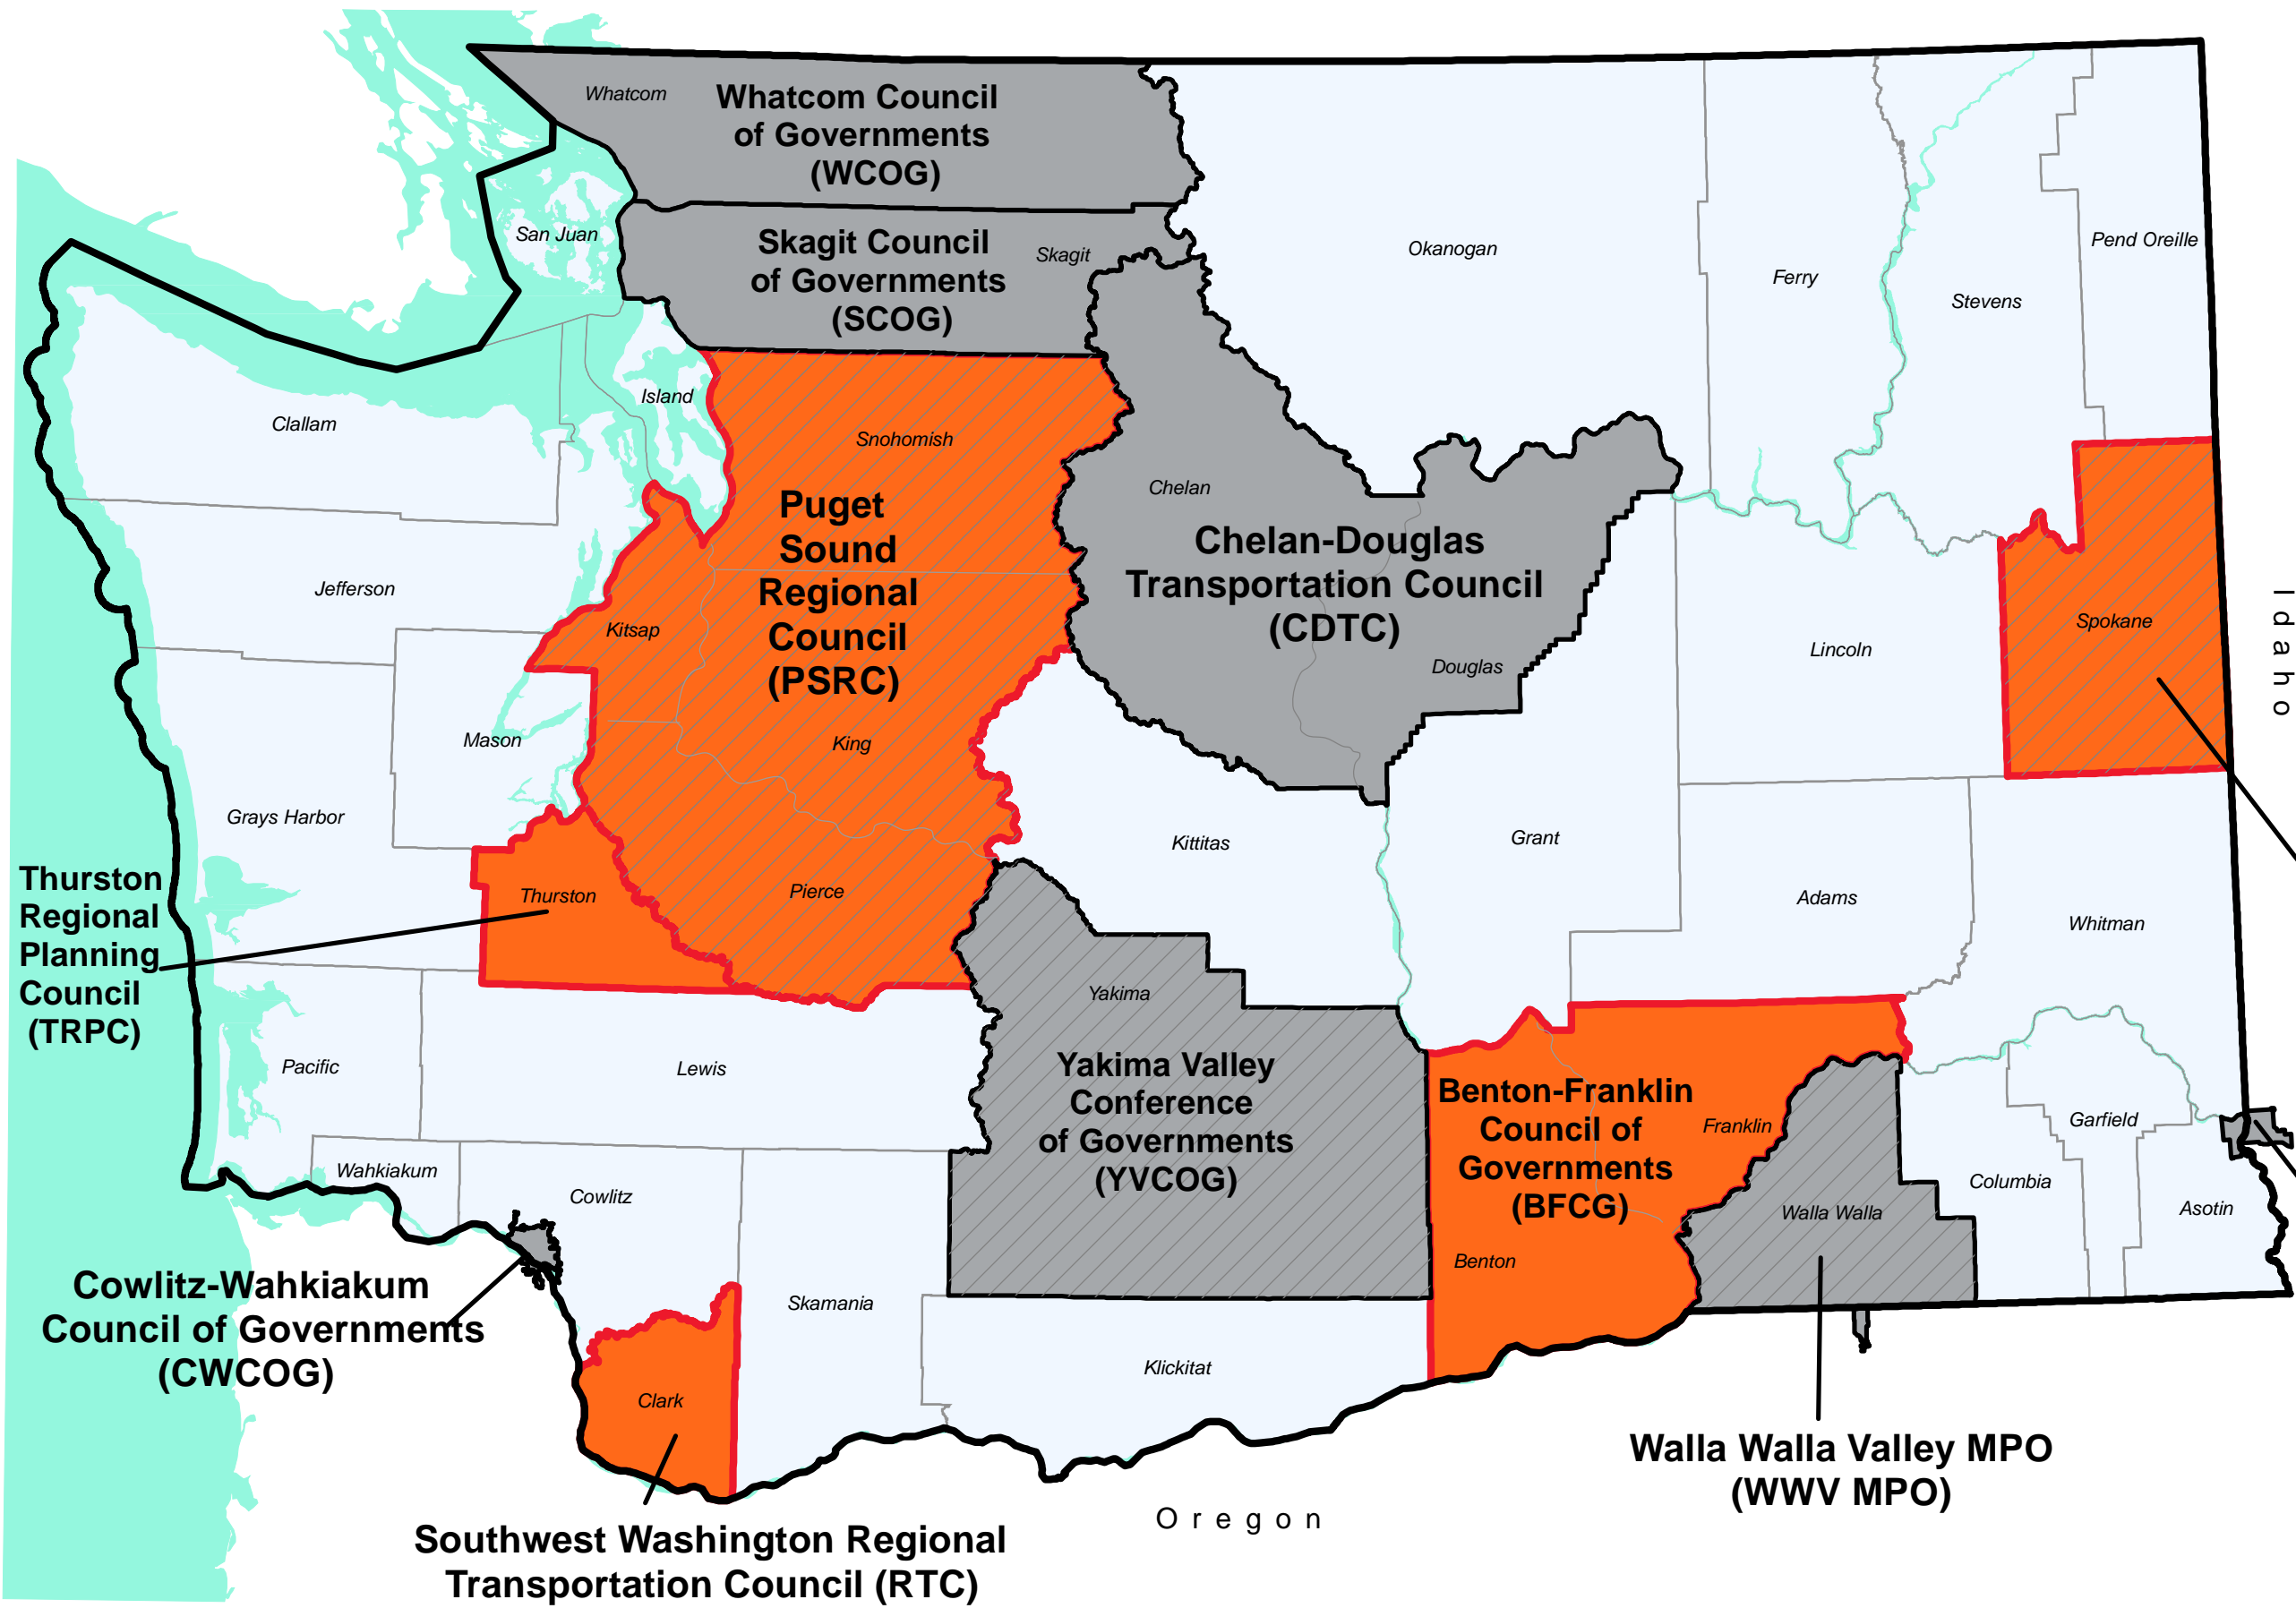 Whatcom
Whatcom Council
of Governments
(WCOG)
San Juan
Skagit Council
of Governments
(SCOG)
Skagit
Okanogan
Ferry
Stevens
Pend Oreille
Island
Clallam
Snohomish
Chelan
Puget
Sound
Regional
Council
(PSRC)
Chelan-Douglas
Transportation Council
(CDTC)
Douglas
Jefferson
Kitsap
Lincoln
Spokane
Idaho
Mason
King
Grays Harbor
Kittitas
Grant
Adams
Whitman
Thurston
Regional
Planning
Council
(TRPC)
Thurston
Pierce
Yakima
Pacific
Lewis
Yakima Valley
Conference
of Governments
(YVCOG)
Benton-Franklin
Council of
Governments
(BFCG)
Franklin
Garfield
Wahkiakum
Cowlitz
Walla Walla
Columbia
Asotin
Benton
Cowlitz-Wahkiakum
Council of Governments
(CWCOG)
Skamania
Klickitat
Clark
Walla Walla Valley MPO
(WWV MPO)
Oregon
Southwest Washington Regional
Transportation Council (RTC)